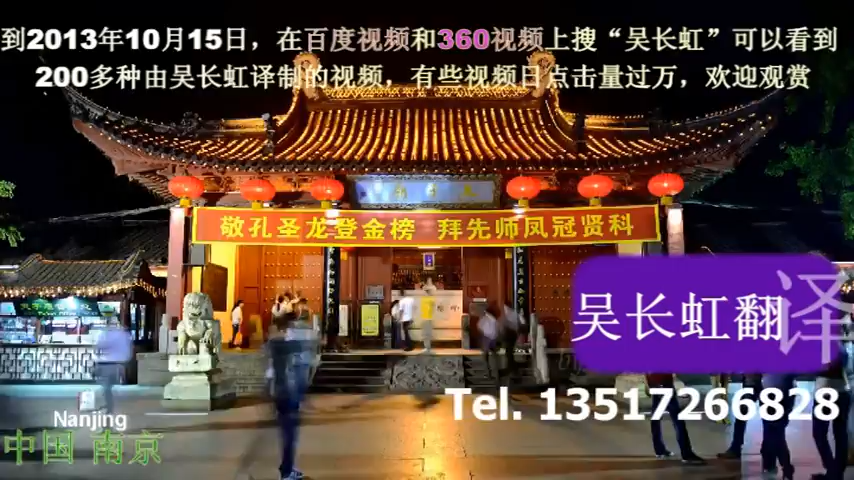 到2013年10月15日，在百度视频和360视频上搜“吴长虹”可以看到
200多种由吴长虹译制的视频，有些视频日点击量过万，欢迎观赏
敬孔圣龙登金榜 拜先师凤冠贤科
吴长虹翻译
Tel. 13517266828
Nanjing
中国 南京